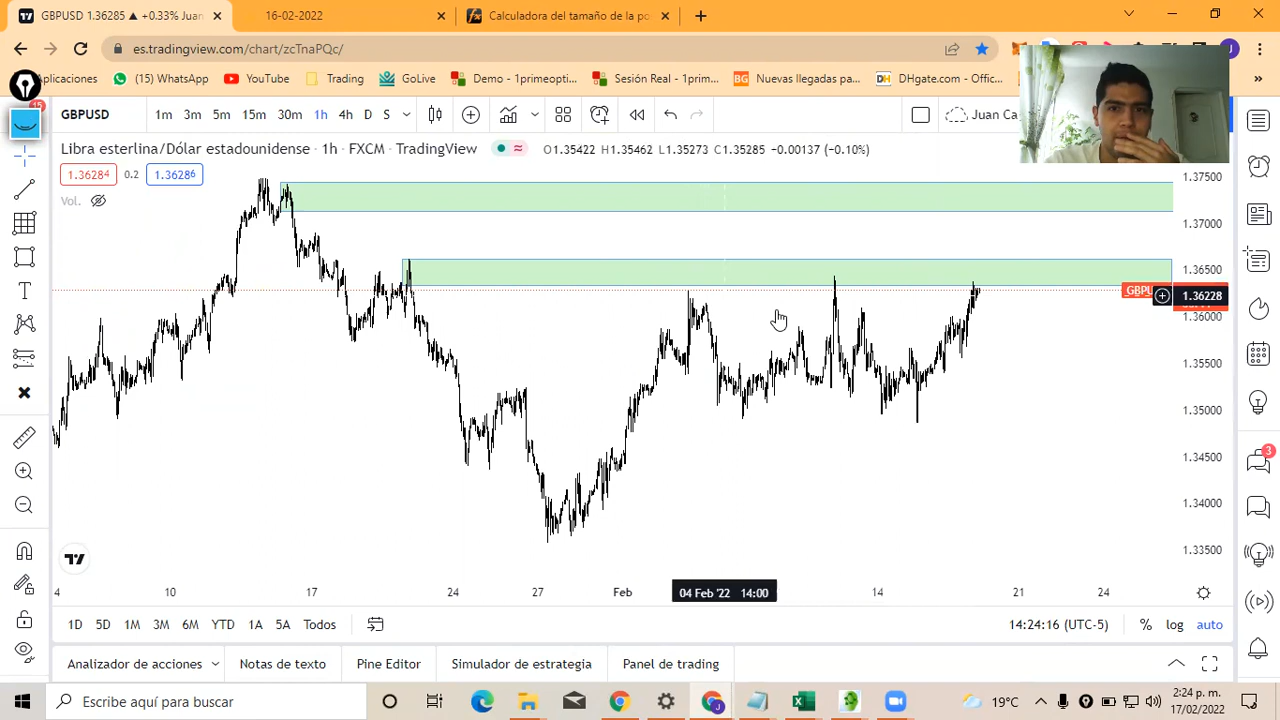 GBPUSD 1.36285 ▲ +0.33% Juan
16-02-2022
Calculadora del tamaño de la po
es.tradingview.com/chart/zcTnaPQc/
Aplicaciones
(15) WhatsApp
YouTube
Trading
GoLive
Demo - 1primeopti...
Sesión Real - 1prim...
BG Nuevas llegadas par...
DH DHgate.com - Offic...
»
15
GBPUSD
1m 3m 5m 15m 30m 1h 4h D S
Juan Ca
Libra esterlina/Dólar estadounidense · 1h · FXCM · TradingView
O1.35422 H1.35462 L1.35273 C1.35285 -0.00137 (-0.10%)
1.36284 0.2 1.36286
Vol.
1.37500
1.37000
1.36500
GBPU
1.36228
1.36000
1.35500
1.35000
1.34500
1.34000
1.33500
3
4 10 17 24 27 Feb 04 Feb '22 14:00 14 21 24
1D 5D 1M 3M 6M YTD 1A 5A Todos
14:24:16 (UTC-5) % log auto
Analizador de acciones Notas de texto Pine Editor Simulador de estrategia Panel de trading
Escribe aquí para buscar
19°C
2:24 p. m.
17/02/2022